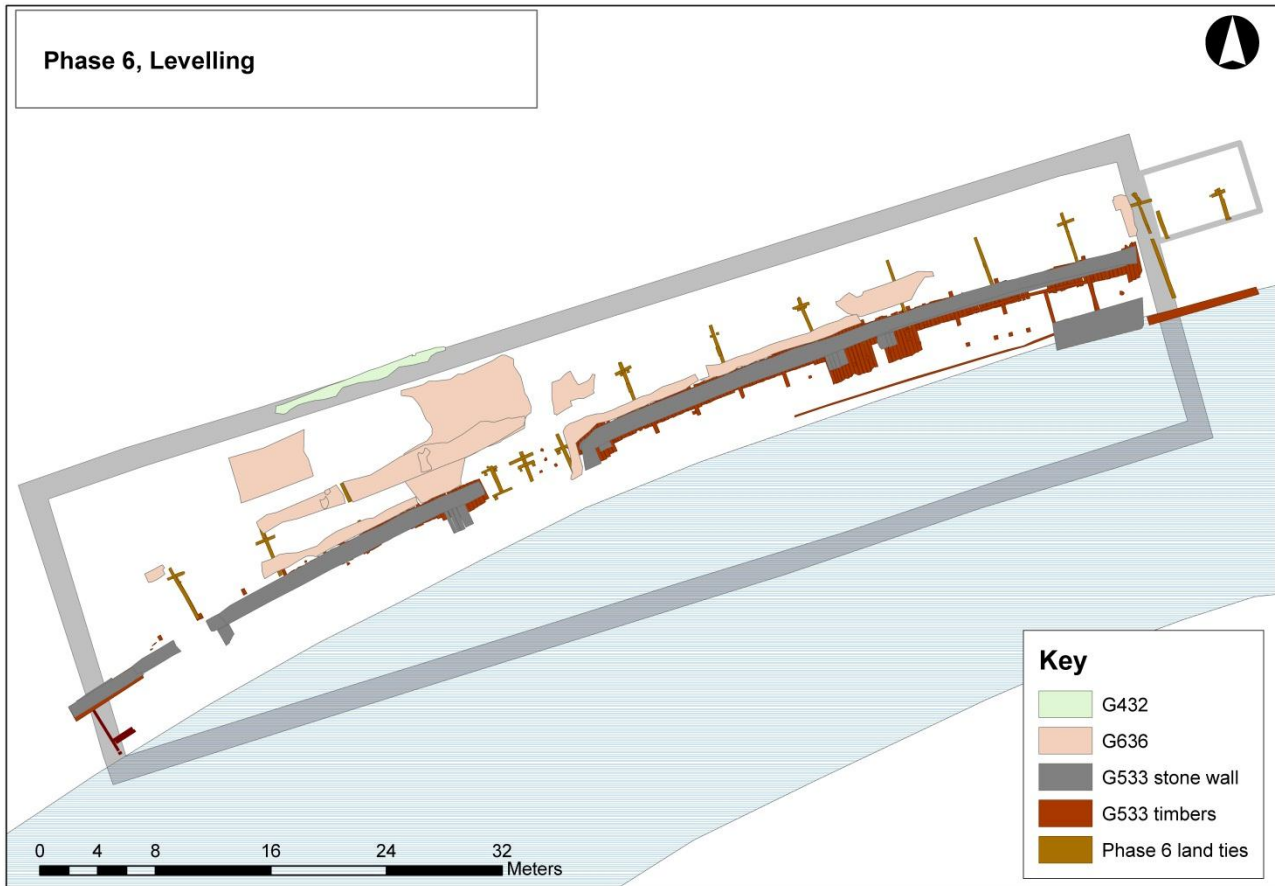 Phase 6, Levelling
Key
G432
G636
G533 stone wall
G533 timbers
Phase 6 land ties
0 4 8 16 24 32
Meters